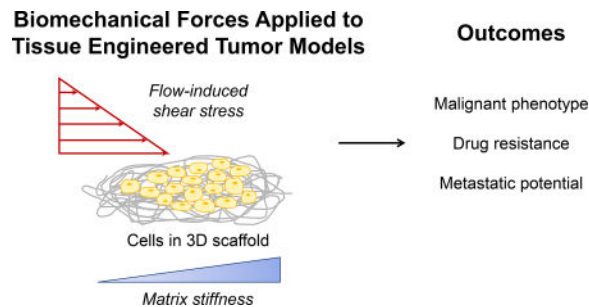 Biomechanical Forces Applied to
Tissue Engineered Tumor Models
Flow-induced
shear stress
Cells in 3D scaffold
Matrix stiffness
Outcomes
Malignant phenotype
Drug resistance
Metastatic potential